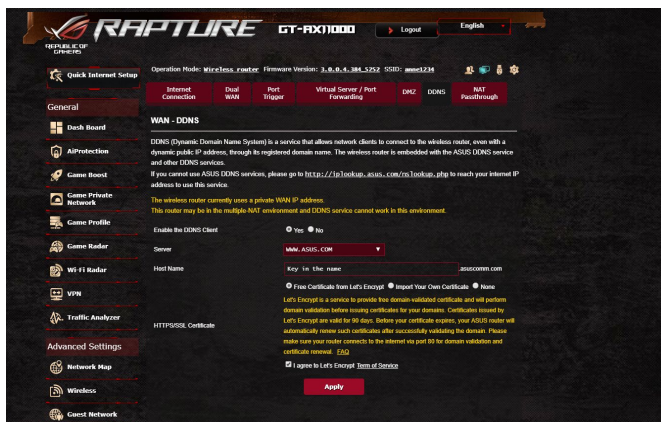 REPUBLIC OF
GAMERS
RAPTURE
GT-AX11000
Logout
English
Quick Internet Setup
General
Dash Board
AiProtection
Game Boost
Game Private
Network
Game Profile
Game Radar
Wi-Fi Radar
VPN
Traffic Analyzer
Advanced Settings
Network Map
Wireless
Guest Network
Operation Mode: Wireless router Firmware Version: 3.0.0.4.384_5252 SSID: amme1234
Internet
Connection
Dual
WAN
Port
Trigger
Virtual Server / Port
Forwarding
DMZ
DDNS
NAT
Passthrough
WAN - DDNS
DDNS (Dynamic Domain Name System) is a service that allows network clients to connect to the wireless router, even with a
dynamic public IP address, through its registered domain name. The wireless router is embedded with the ASUS DDNS service
and other DDNS services.
If you cannot use ASUS DDNS services, please go to http://iplookup.asus.com/nslookup.php to reach your internet IP
address to use this service.
The wireless router currently uses a private WAN IP address.
This router may be in the multiple-NAT environment and DDNS service cannot work in this environment.
Enable the DDNS Client
Yes No
Server
WWW.ASUS.COM
Host Name
Key in the name .asuscomm.com
HTTPS/SSL Certificate
Free Certificate from Let's Encrypt Import Your Own Certificate None
Let's Encrypt is a service to provide free domain-validated certificate and will perform
domain validation before issuing certificates for your domains. Certificates issued by
Let's Encrypt are valid for 90 days. Before your certificate expires, your ASUS router will
automatically renew such certificates after successfully validating the domain. Please
make sure your router connects to the internet via port 80 for domain validation and
certificate renewal. FAQ
I agree to Let's Encrypt Term of Service
Apply